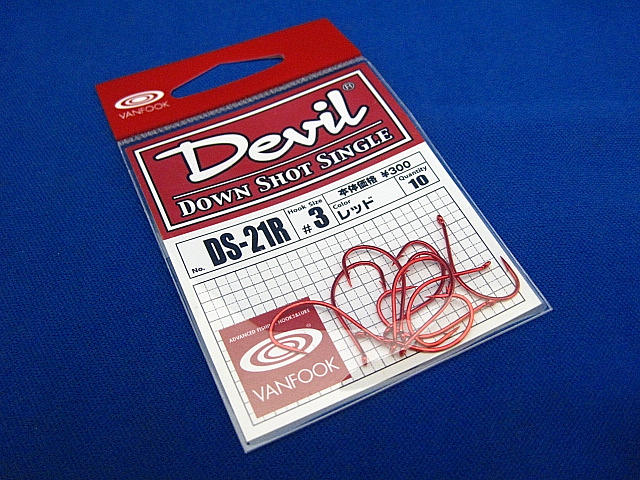 VANFOOK
Devil®
DOWN SHOT SINGLE
No. DS-21R
Hook Size #3
本体価格 ¥300
Color レッド
Quantity 10
ADVANCED FISHING HOOKS & LURE
VANFOOK®